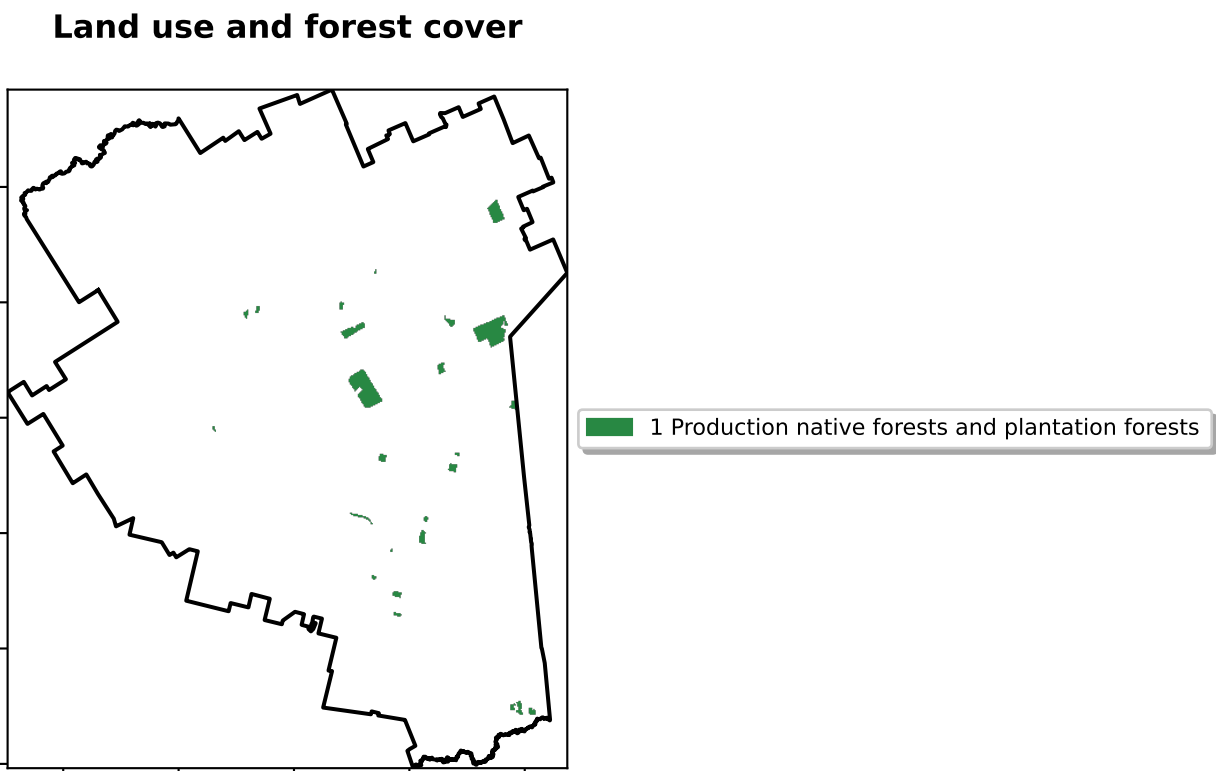 Land use and forest cover
1 Production native forests and plantation forests